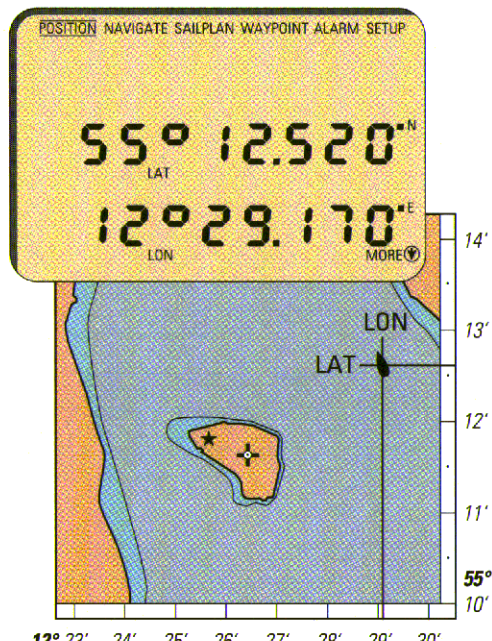 POSITION NAVIGATE SAILPLAN WAYPOINT ALARM SETUP
55° 12.520' N
LAT
12° 29.170' E
LON
MORE
14'
LON
13'
LAT
12'
11'
55°
10'
12° 23' 24' 25' 26' 27' 28' 29' 30'